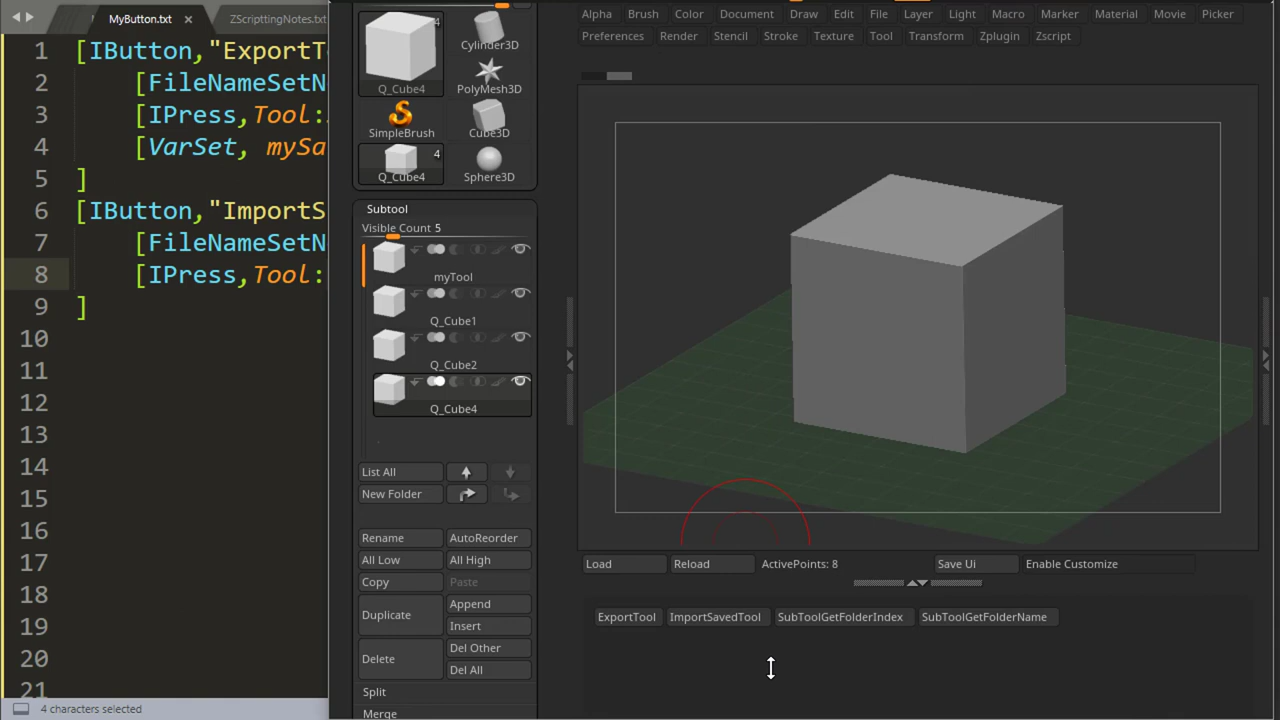 MyButton.txt × ZScripttingNotes.txt
1 [IButton,"ExportT
2 [FileNameSetN
3 [IPress,Tool:
4 [VarSet, mySa
5 ]
6 [IButton,"ImportS
7 [FileNameSetN
8 [IPress,Tool:
9 ]
10
11
12
13
14
15
16
17
18
19
20
21
4 characters selected
4
Q_Cube4
Cylinder3D
PolyMesh3D
SimpleBrush
Cube3D
4
Q_Cube4
Sphere3D
Subtool
Visible Count 5
myTool
Q_Cube1
Q_Cube2
Q_Cube4
List All
New Folder
Rename AutoReorder
All Low All High
Copy Paste
Duplicate Append
Insert
Delete Del Other
Del All
Split
Merge
Alpha Brush Color Document Draw Edit File Layer Light Macro Marker Material Movie Picker
Preferences Render Stencil Stroke Texture Tool Transform Zplugin Zscript
Load Reload ActivePoints: 8 Save Ui Enable Customize
ExportTool ImportSavedTool SubToolGetFolderIndex SubToolGetFolderName